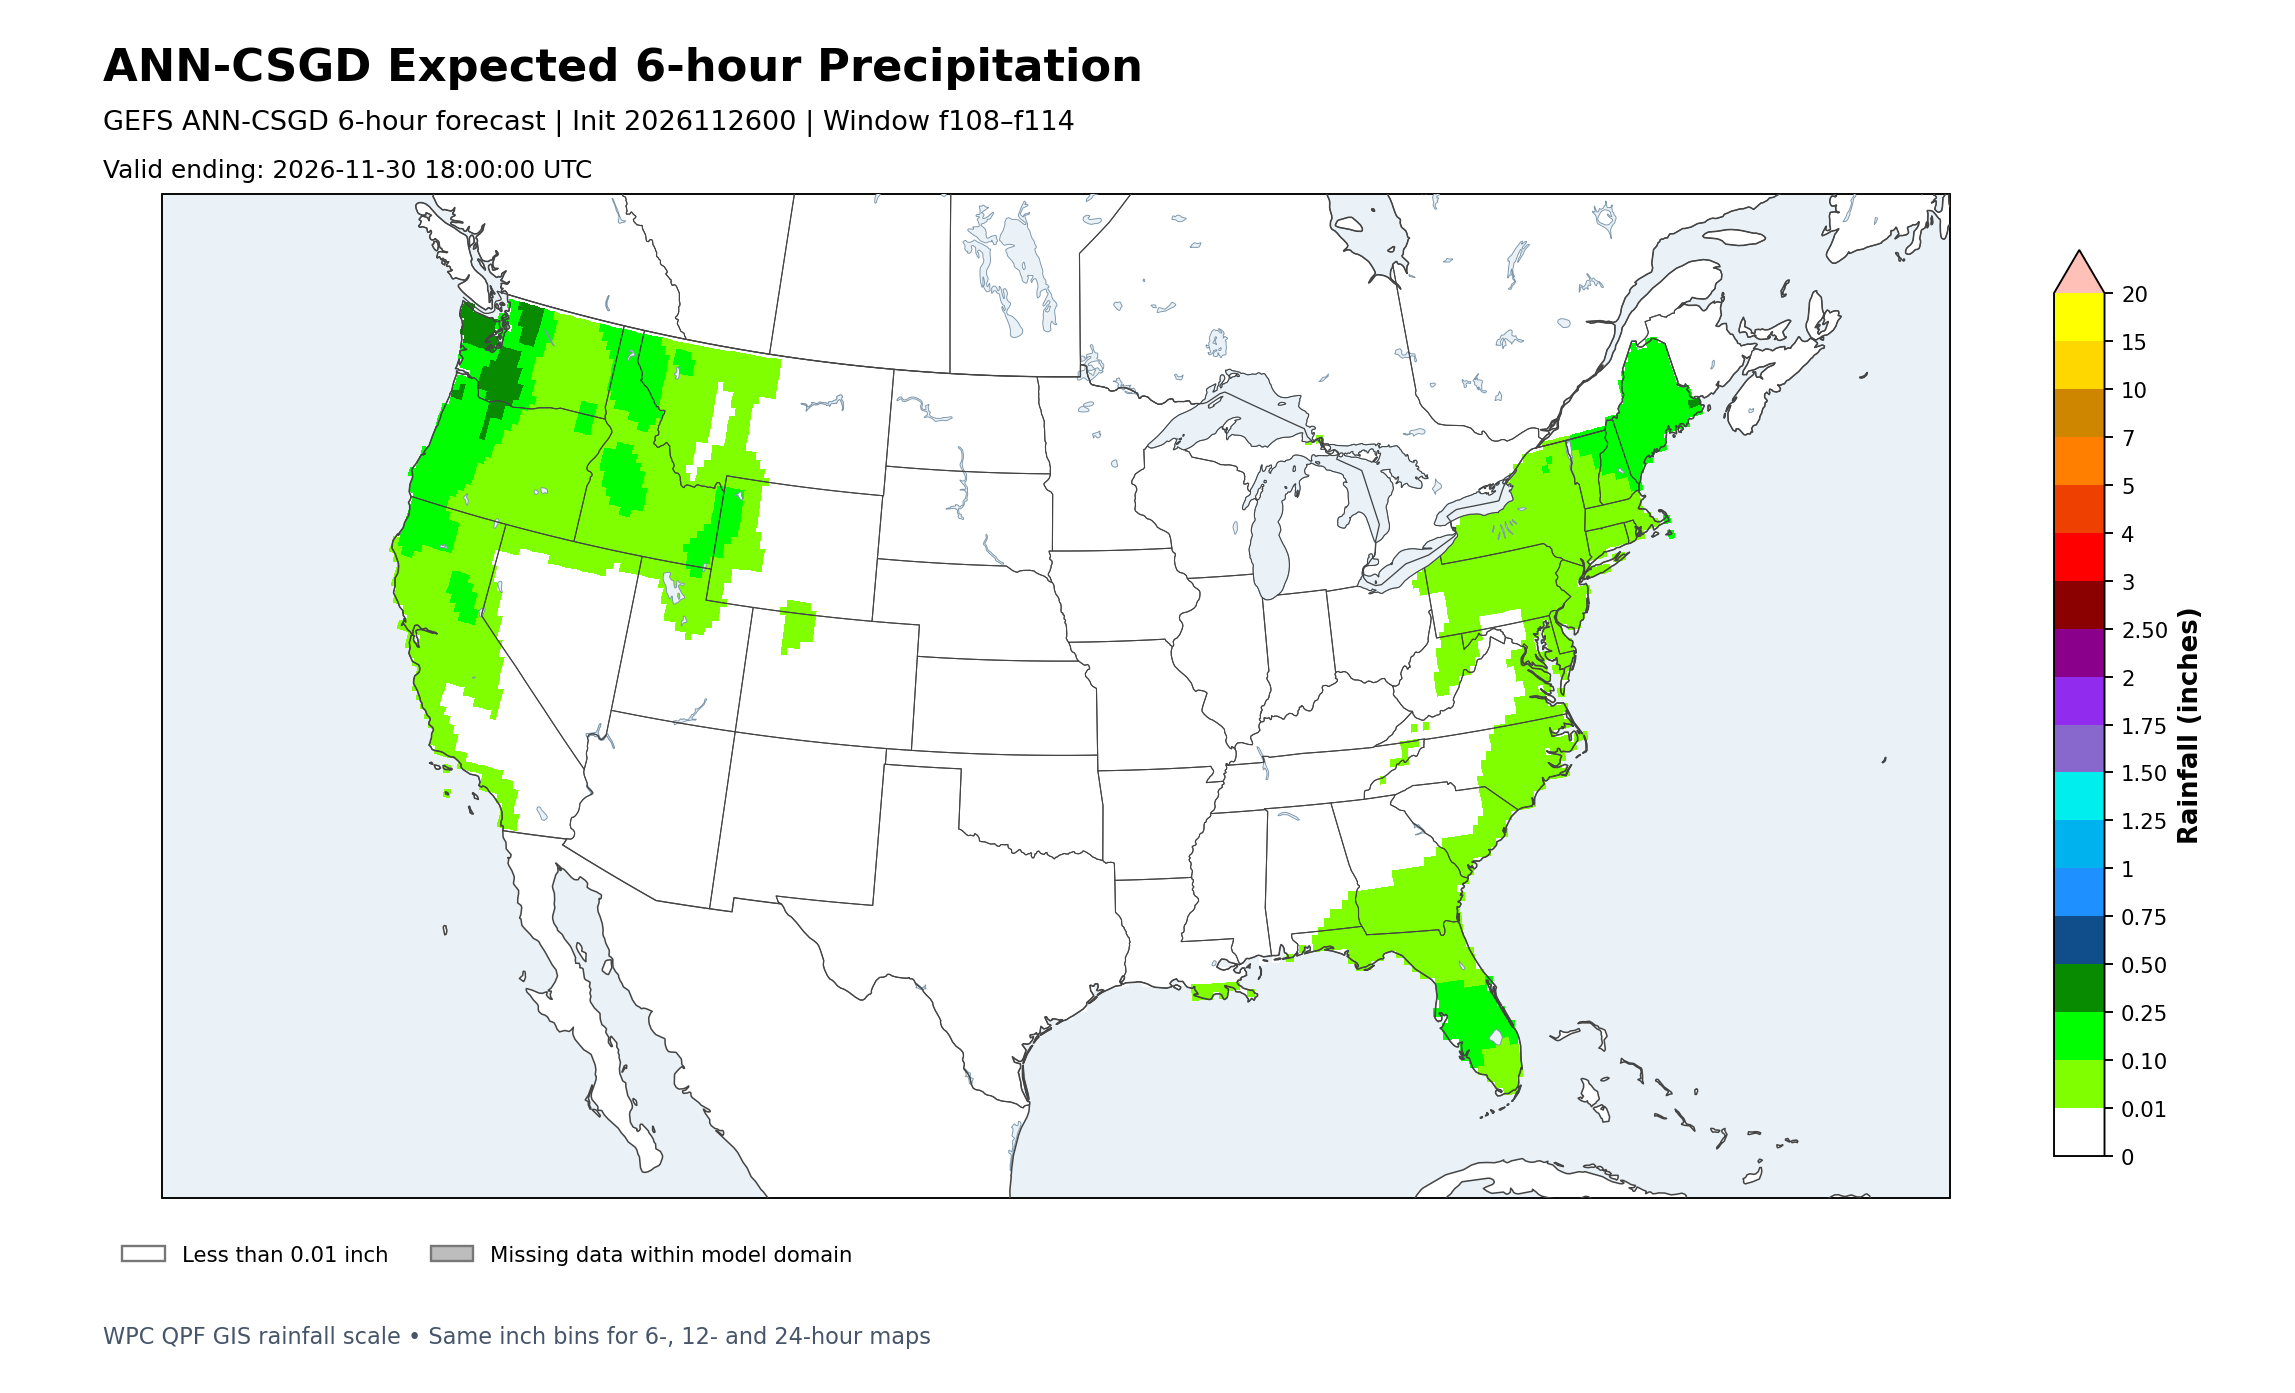 ANN-CSGD Expected 6-hour Precipitation
GEFS ANN-CSGD 6-hour forecast | Init 2026112600 | Window f108–f114
Valid ending: 2026-11-30 18:00:00 UTC
20
15
10
7
5
4
3
2.50
2
1.75
1.50
1.25
1
0.75
0.50
0.25
0.10
0.01
0
Rainfall (inches)
Less than 0.01 inch
Missing data within model domain
WPC QPF GIS rainfall scale • Same inch bins for 6-, 12- and 24-hour maps